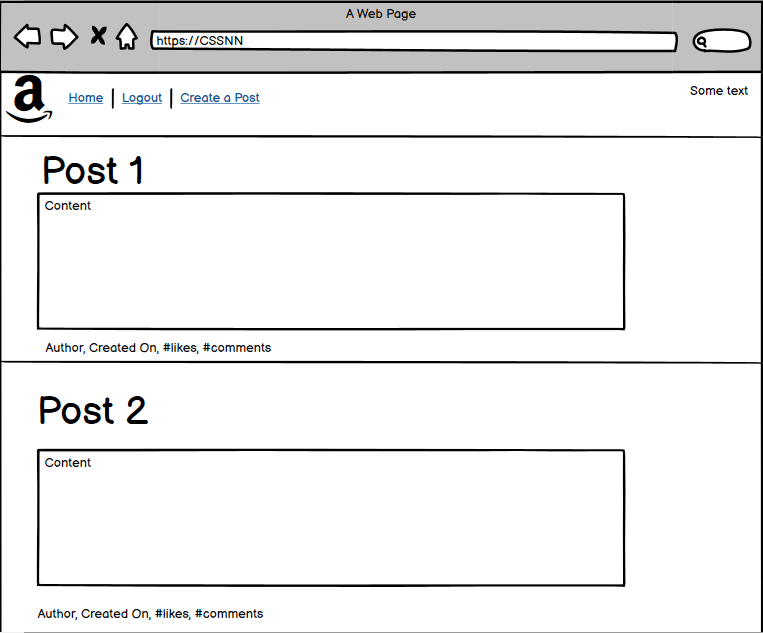 A Web Page
https://CSSNN
a Home | Logout | Create a Post
Some text
Post 1
Content
Author, Created On, #likes, #comments
Post 2
Content
Author, Created On, #likes, #comments